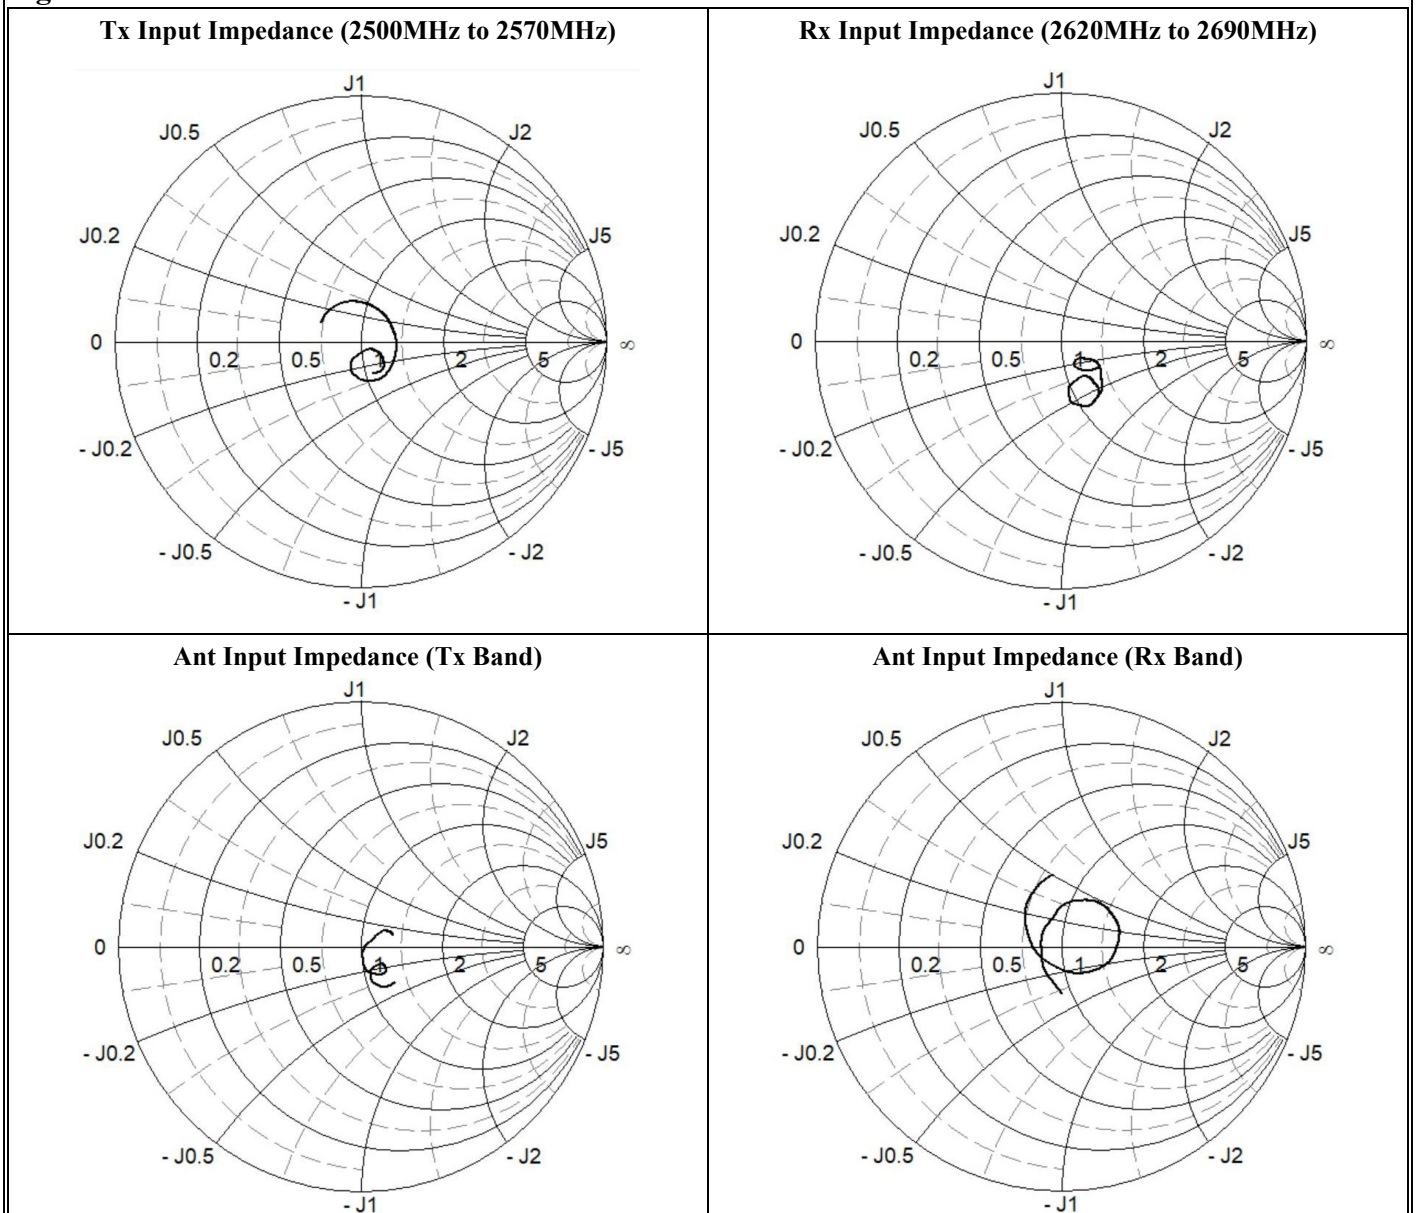 Tx Input Impedance (2500MHz to 2570MHz)
J1
J0.5
J2
J0.2
J5
0
0.2
0.5
1
2
5
∞
- J0.2
- J5
- J0.5
- J2
- J1
Rx Input Impedance (2620MHz to 2690MHz)
J1
J0.5
J2
J0.2
J5
0
0.2
0.5
1
2
5
∞
- J0.2
- J5
- J0.5
- J2
- J1
Ant Input Impedance (Tx Band)
J1
J0.5
J2
J0.2
J5
0
0.2
0.5
1
2
5
∞
- J0.2
- J5
- J0.5
- J2
- J1
Ant Input Impedance (Rx Band)
J1
J0.5
J2
J0.2
J5
0
0.2
0.5
1
2
5
∞
- J0.2
- J5
- J0.5
- J2
- J1